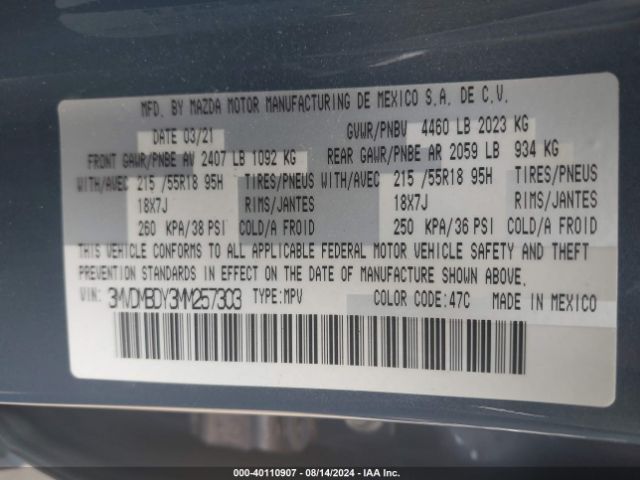 MFD. BY MAZDA MOTOR MANUFACTURING DE MEXICO S.A. DE C.V.
DATE 03/21 GVWR/PNBV 4460 LB 2023 KG
FRONT GAWR/PNBE AV 2407 LB 1092 KG REAR GAWR/PNBE AR 2059 LB 934 KG
WITH/AVEC 215 /55R18 95H TIRES/PNEUS WITH/AVEC 215 /55R18 95H TIRES/PNEUS
18X7J RIMS/JANTES 18X7J RIMS/JANTES
260 KPA/38 PSI COLD/A FROID 250 KPA/36 PSI COLD/A FROID
THIS VEHICLE CONFORMS TO ALL APPLICABLE FEDERAL MOTOR VEHICLE SAFETY AND THEFT
PREVENTION STANDARDS IN EFFECT ON THE DATE OF MANUFACTURE SHOWN ABOVE.
VIN: 3MVDMBDY3MM257303 TYPE:MPV COLOR CODE:47C MADE IN MEXICO
000-40110907 - 08/14/2024 - IAAI.com